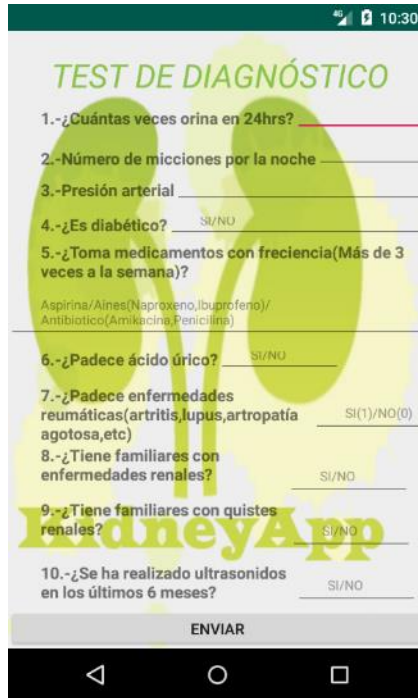 4G 10:30
TEST DE DIAGNÓSTICO
1.-¿Cuántas veces orina en 24hrs?
2.-Número de micciones por la noche
3.-Presión arterial
4.-¿Es diabético? SI/NO
5.-¿Toma medicamentos con freciencia(Más de 3
veces a la semana)?
Aspirina/Aines(Naproxeno,Ibuprofeno)/
Antibiotico(Amikacina,Penicilina)
6.-¿Padece ácido úrico? SI/NO
7.-¿Padece enfermedades
reumáticas(artritis,lupus,artropatía SI(1)/NO(0)
agotosa,etc)
8.-¿Tiene familiares con
enfermedades renales? SI/NO
9.-¿Tiene familiares con quistes
renales? SI/NO
KidneyApp
10.-¿Se ha realizado ultrasonidos
en los últimos 6 meses? SI/NO
ENVIAR